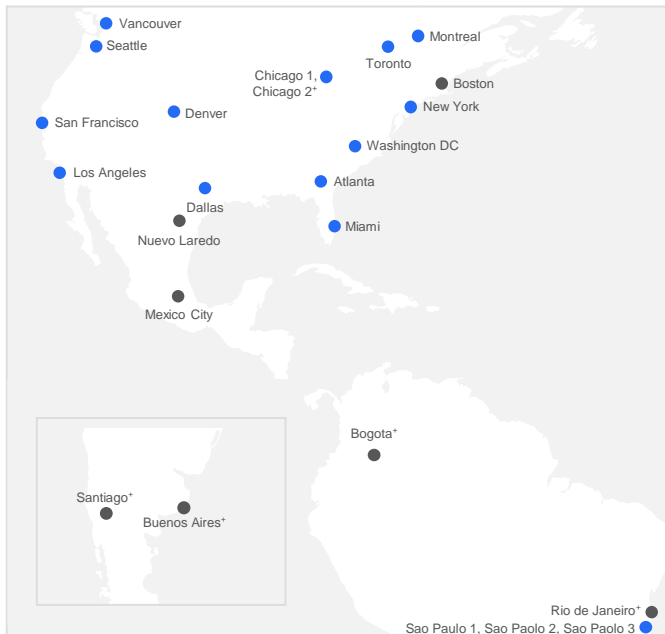 Vancouver
Seattle
Montreal
Toronto
Chicago 1,
Chicago 2⁺
Boston
New York
Denver
San Francisco
Washington DC
Los Angeles
Atlanta
Dallas
Miami
Nuevo Laredo
Mexico City
Bogota⁺
Santiago⁺
Buenos Aires⁺
Rio de Janeiro⁺
Sao Paulo 1, Sao Paolo 2, Sao Paolo 3